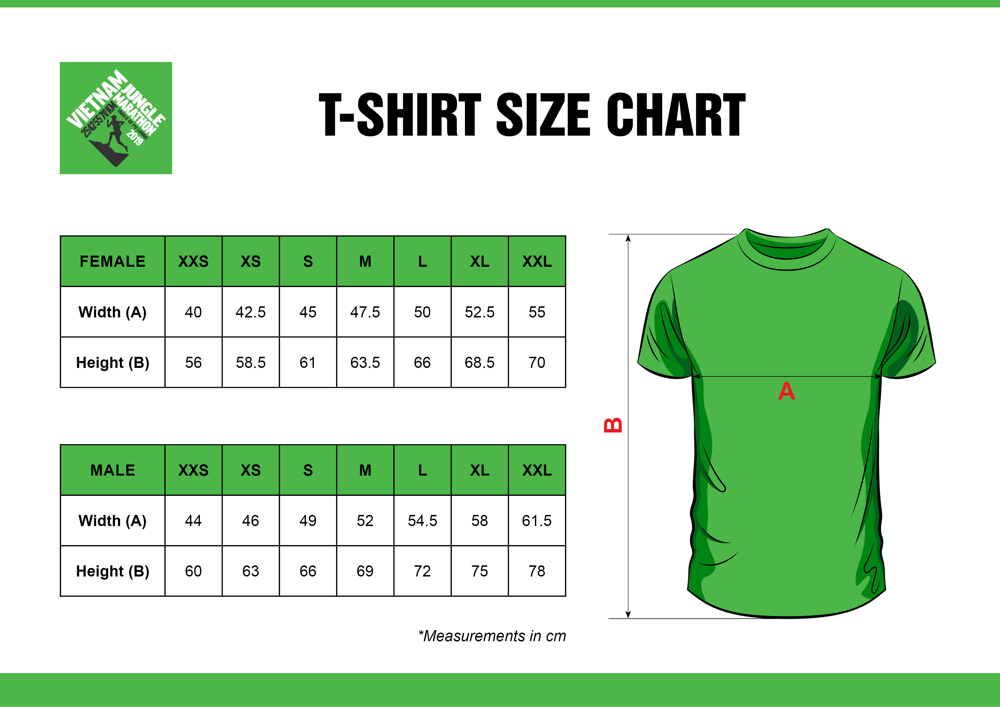 VIETNAM
JUNGLE
MARATHON
25 42 55 70KM
TRAILS OF PU LUONG
2019
T-SHIRT SIZE CHART
FEMALE XXS XS S M L XL XXL
Width (A) 40 42.5 45 47.5 50 52.5 55
Height (B) 56 58.5 61 63.5 66 68.5 70
A
B
MALE XXS XS S M L XL XXL
Width (A) 44 46 49 52 54.5 58 61.5
Height (B) 60 63 66 69 72 75 78
*Measurements in cm